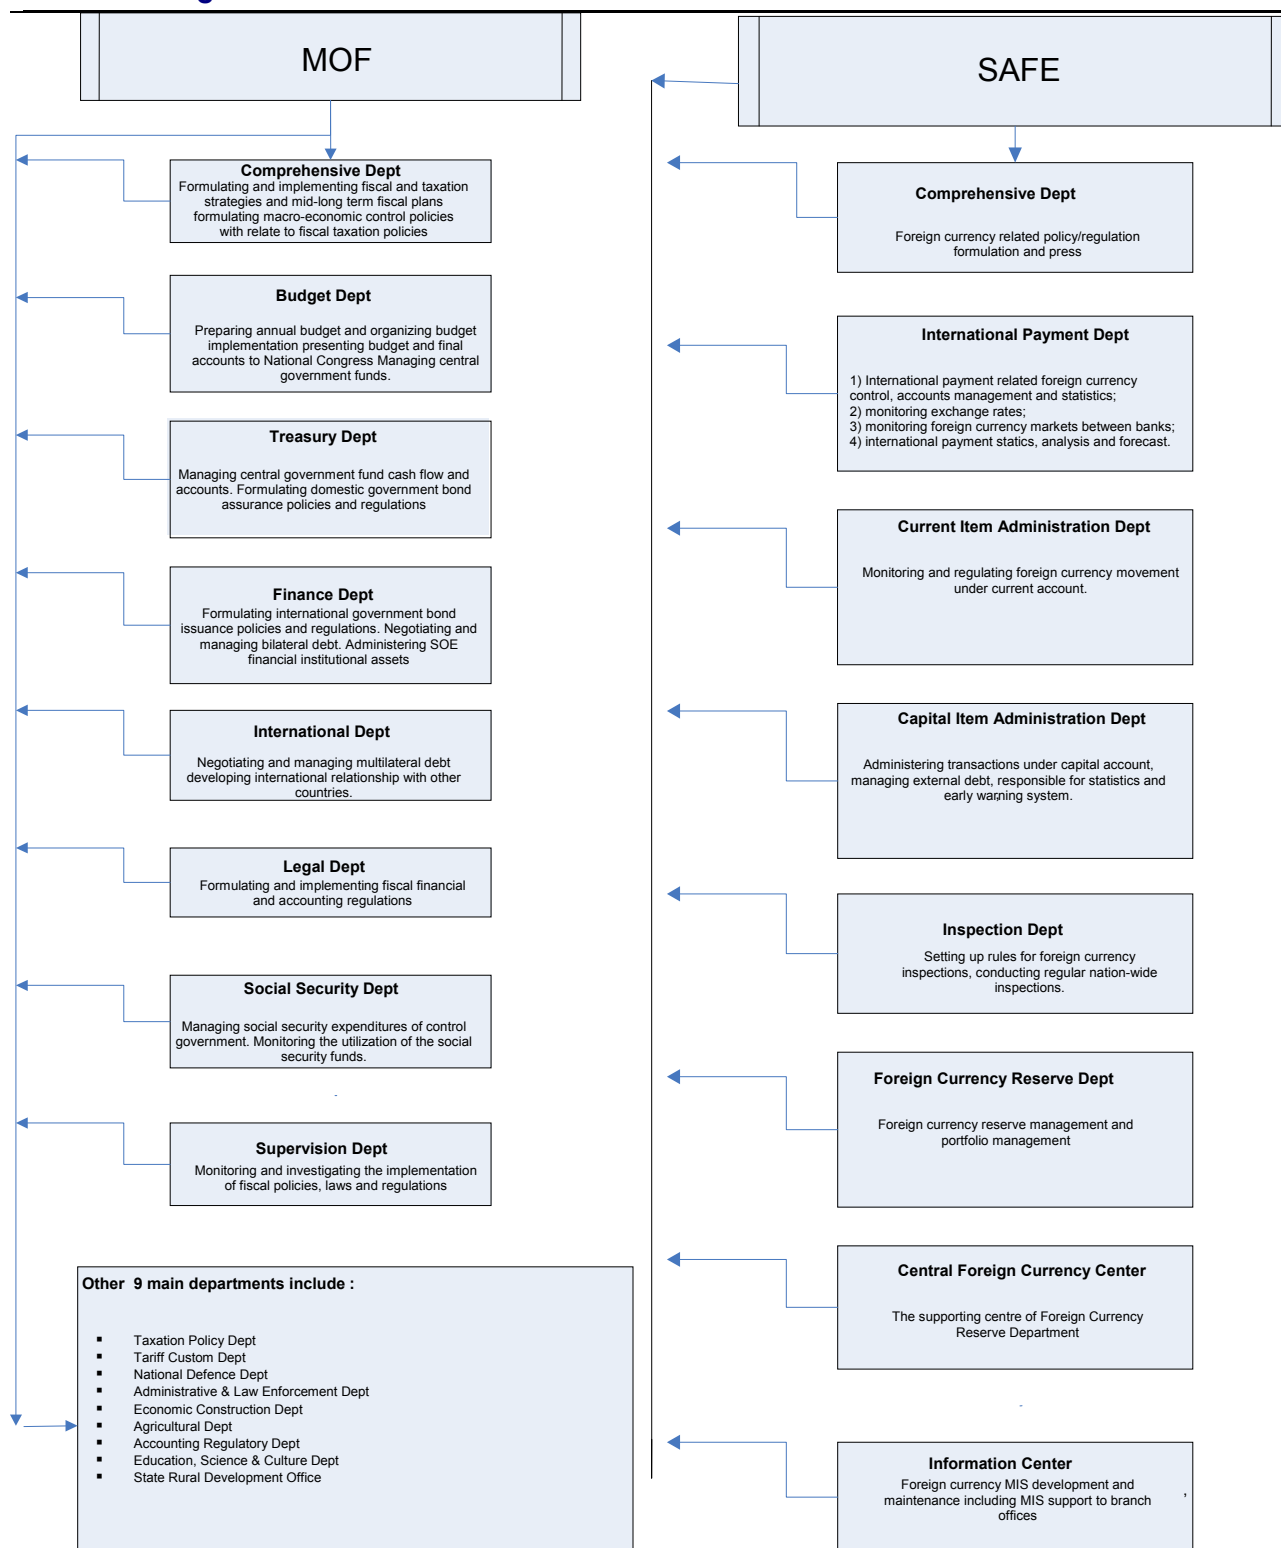 MOF
Comprehensive Dept
Formulating and implementing fiscal and taxation
strategies and mid-long term fiscal plans
formulating macro-economic control policies
with relate to fiscal taxation policies
Budget Dept
Preparing annual budget and organizing budget
implementation presenting budget and final
accounts to National Congress Managing central
government funds.
Treasury Dept
Managing central government fund cash flow and
accounts. Formulating domestic government bond
assurance policies and regulations
Finance Dept
Formulating international government bond
issuance policies and regulations. Negotiating and
managing bilateral debt. Administering SOE
financial institutional assets
International Dept
Negotiating and managing multilateral debt
developing international relationship with other
countries.
Legal Dept
Formulating and implementing fiscal financial
and accounting regulations
Social Security Dept
Managing social security expenditures of control
government. Monitoring the utilization of the social
security funds.
Supervision Dept
Monitoring and investigating the implementation
of fiscal policies, laws and regulations
Other 9 main departments include :
▪ Taxation Policy Dept
▪ Tariff Custom Dept
▪ National Defence Dept
▪ Administrative & Law Enforcement Dept
▪ Economic Construction Dept
▪ Agricultural Dept
▪ Accounting Regulatory Dept
▪ Education, Science & Culture Dept
▪ State Rural Development Office
SAFE
Comprehensive Dept
Foreign currency related policy/regulation
formulation and press
International Payment Dept
1) International payment related foreign currency
control, accounts management and statistics;
2) monitoring exchange rates;
3) monitoring foreign currency markets between banks;
4) international payment statics, analysis and forecast.
Current Item Administration Dept
Monitoring and regulating foreign currency movement
under current account.
Capital Item Administration Dept
Administering transactions under capital account,
managing external debt, responsible for statistics and
early warning system.
Inspection Dept
Setting up rules for foreign currency
inspections, conducting regular nation-wide
inspections.
Foreign Currency Reserve Dept
Foreign currency reserve management and
portfolio management
Central Foreign Currency Center
The supporting centre of Foreign Currency
Reserve Department
Information Center
Foreign currency MIS development and
maintenance including MIS support to branch ,
offices